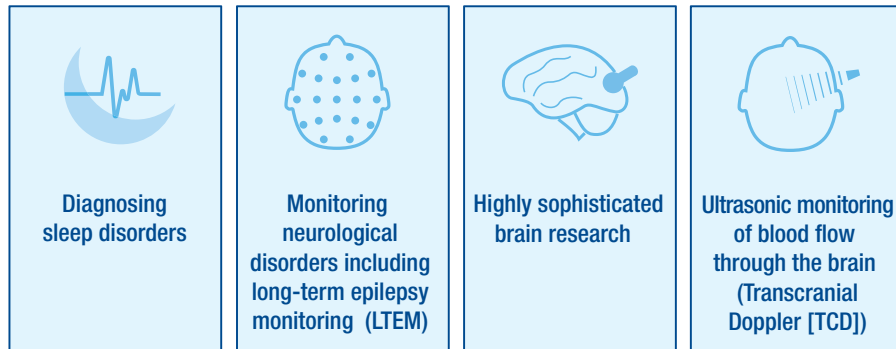 Diagnosing
sleep disorders
Monitoring
neurological
disorders including
long-term epilepsy
monitoring (LTEM)
Highly sophisticated
brain research
Ultrasonic monitoring
of blood flow
through the brain
(Transcranial
Doppler [TCD])